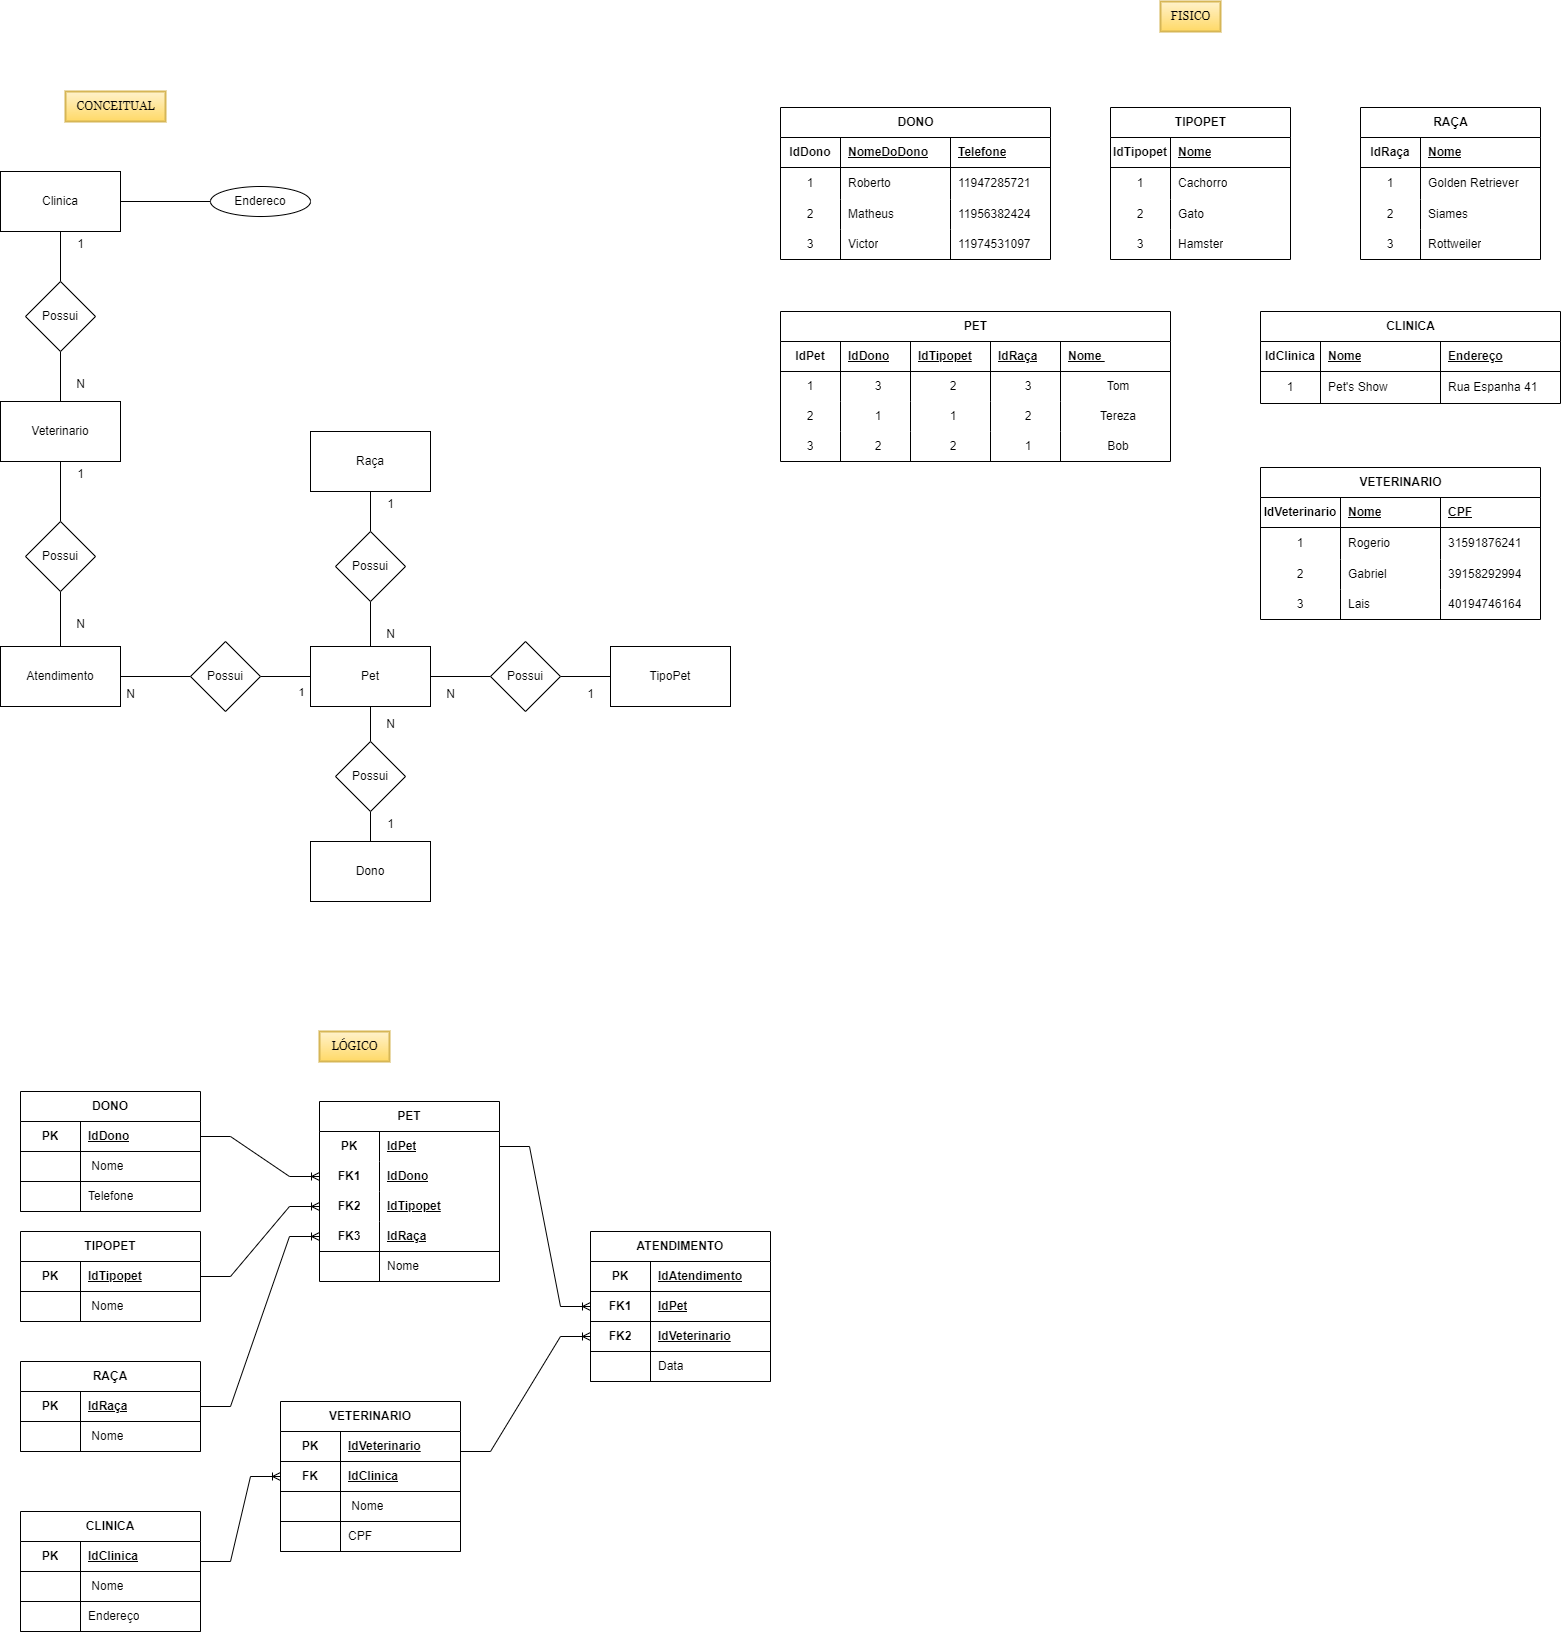 FISICO
CONCEITUAL
Clinica
Endereco
1
Possui
N
Veterinario
1
Possui
N
Atendimento
N
Possui
1
Raça
1
Possui
N
Pet
N
Possui
1
TipoPet
N
Possui
1
Dono
DONO
IdDono NomeDoDono Telefone
1 Roberto 11947285721
2 Matheus 11956382424
3 Victor 11974531097
TIPOPET
IdTipopet Nome
1 Cachorro
2 Gato
3 Hamster
RAÇA
IdRaça Nome
1 Golden Retriever
2 Siames
3 Rottweiler
PET
IdPet IdDono IdTipopet IdRaça Nome
1 3 2 3 Tom
2 1 1 2 Tereza
3 2 2 1 Bob
CLINICA
IdClinica Nome Endereço
1 Pet's Show Rua Espanha 41
VETERINARIO
IdVeterinario Nome CPF
1 Rogerio 31591876241
2 Gabriel 39158292994
3 Lais 40194746164
LÓGICO
DONO
PK IdDono
Nome
Telefone
TIPOPET
PK IdTipopet
Nome
RAÇA
PK IdRaça
Nome
CLINICA
PK IdClinica
Nome
Endereço
PET
PK IdPet
FK1 IdDono
FK2 IdTipopet
FK3 IdRaça
Nome
VETERINARIO
PK IdVeterinario
FK IdClinica
Nome
CPF
ATENDIMENTO
PK IdAtendimento
FK1 IdPet
FK2 IdVeterinario
Data